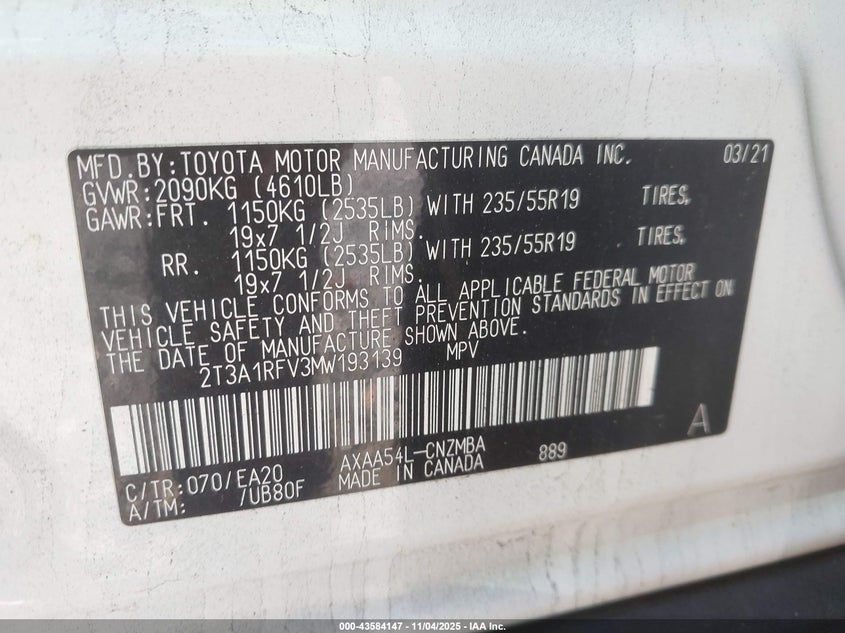 MFD.BY:TOYOTA MOTOR MANUFACTURING CANADA INC. 03/21
GVWR:2090KG (4610LB)
GAWR:FRT. 1150KG (2535LB) WITH 235/55R19 TIRES,
19x7 1/2J RIMS.
RR. 1150KG (2535LB) WITH 235/55R19 TIRES,
19x7 1/2J RIMS.
THIS VEHICLE CONFORMS TO ALL APPLICABLE FEDERAL MOTOR
VEHICLE SAFETY AND THEFT PREVENTION STANDARDS IN EFFECT ON
THE DATE OF MANUFACTURE SHOWN ABOVE.
2T3A1RFV3MW193139 MPV
A
C/TR:070/EA20 AXAA54L-CNZMBA 889
A/TM: /UB80F MADE IN CANADA
000-43584147 - 11/04/2025 - IAA Inc.